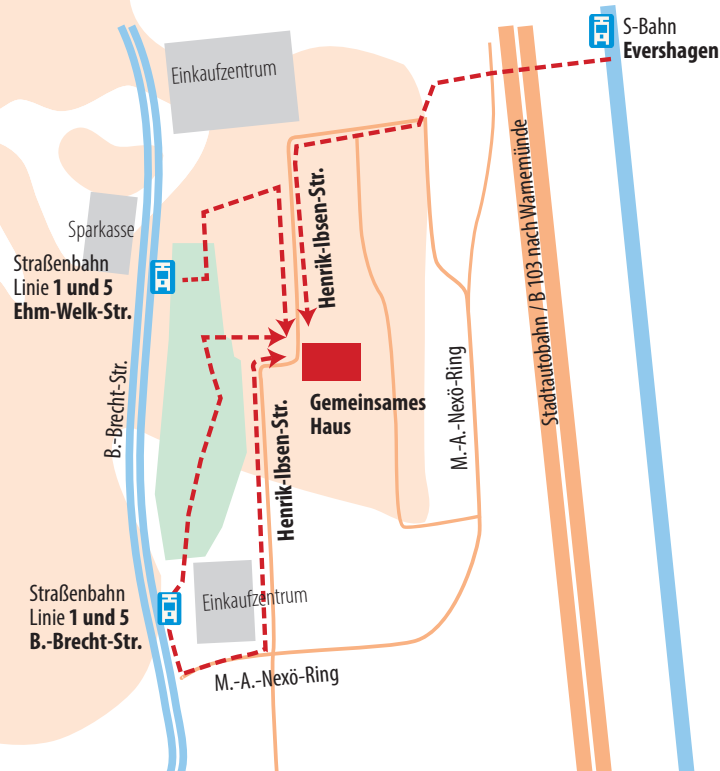 S-Bahn
Evershagen
Einkaufzentrum
Stadtautobahn / B 103 nach Warnemünde
Henrik-Ibsen-Str.
Sparkasse
Straßenbahn
Linie 1 und 5
Ehm-Welk-Str.
B.-Brecht-Str.
Gemeinsames
Haus
M.-A.-Nexö-Ring
Henrik-Ibsen-Str.
Straßenbahn
Linie 1 und 5
B.-Brecht-Str.
Einkaufzentrum
M.-A.-Nexö-Ring